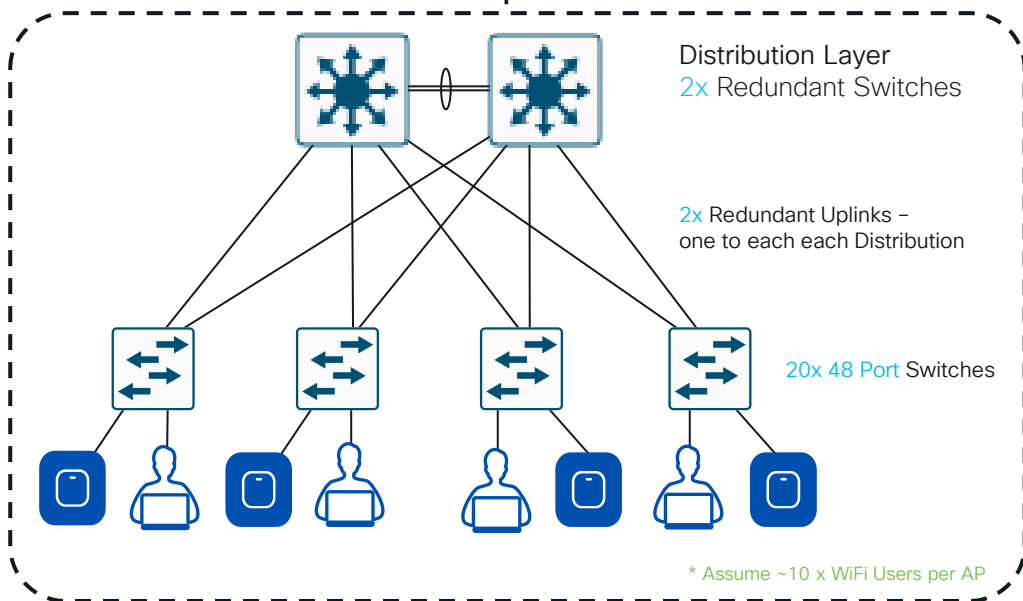 Distribution Layer
2x Redundant Switches
2x Redundant Uplinks –
one to each each Distribution
20x 48 Port Switches
* Assume ~10 x WiFi Users per AP